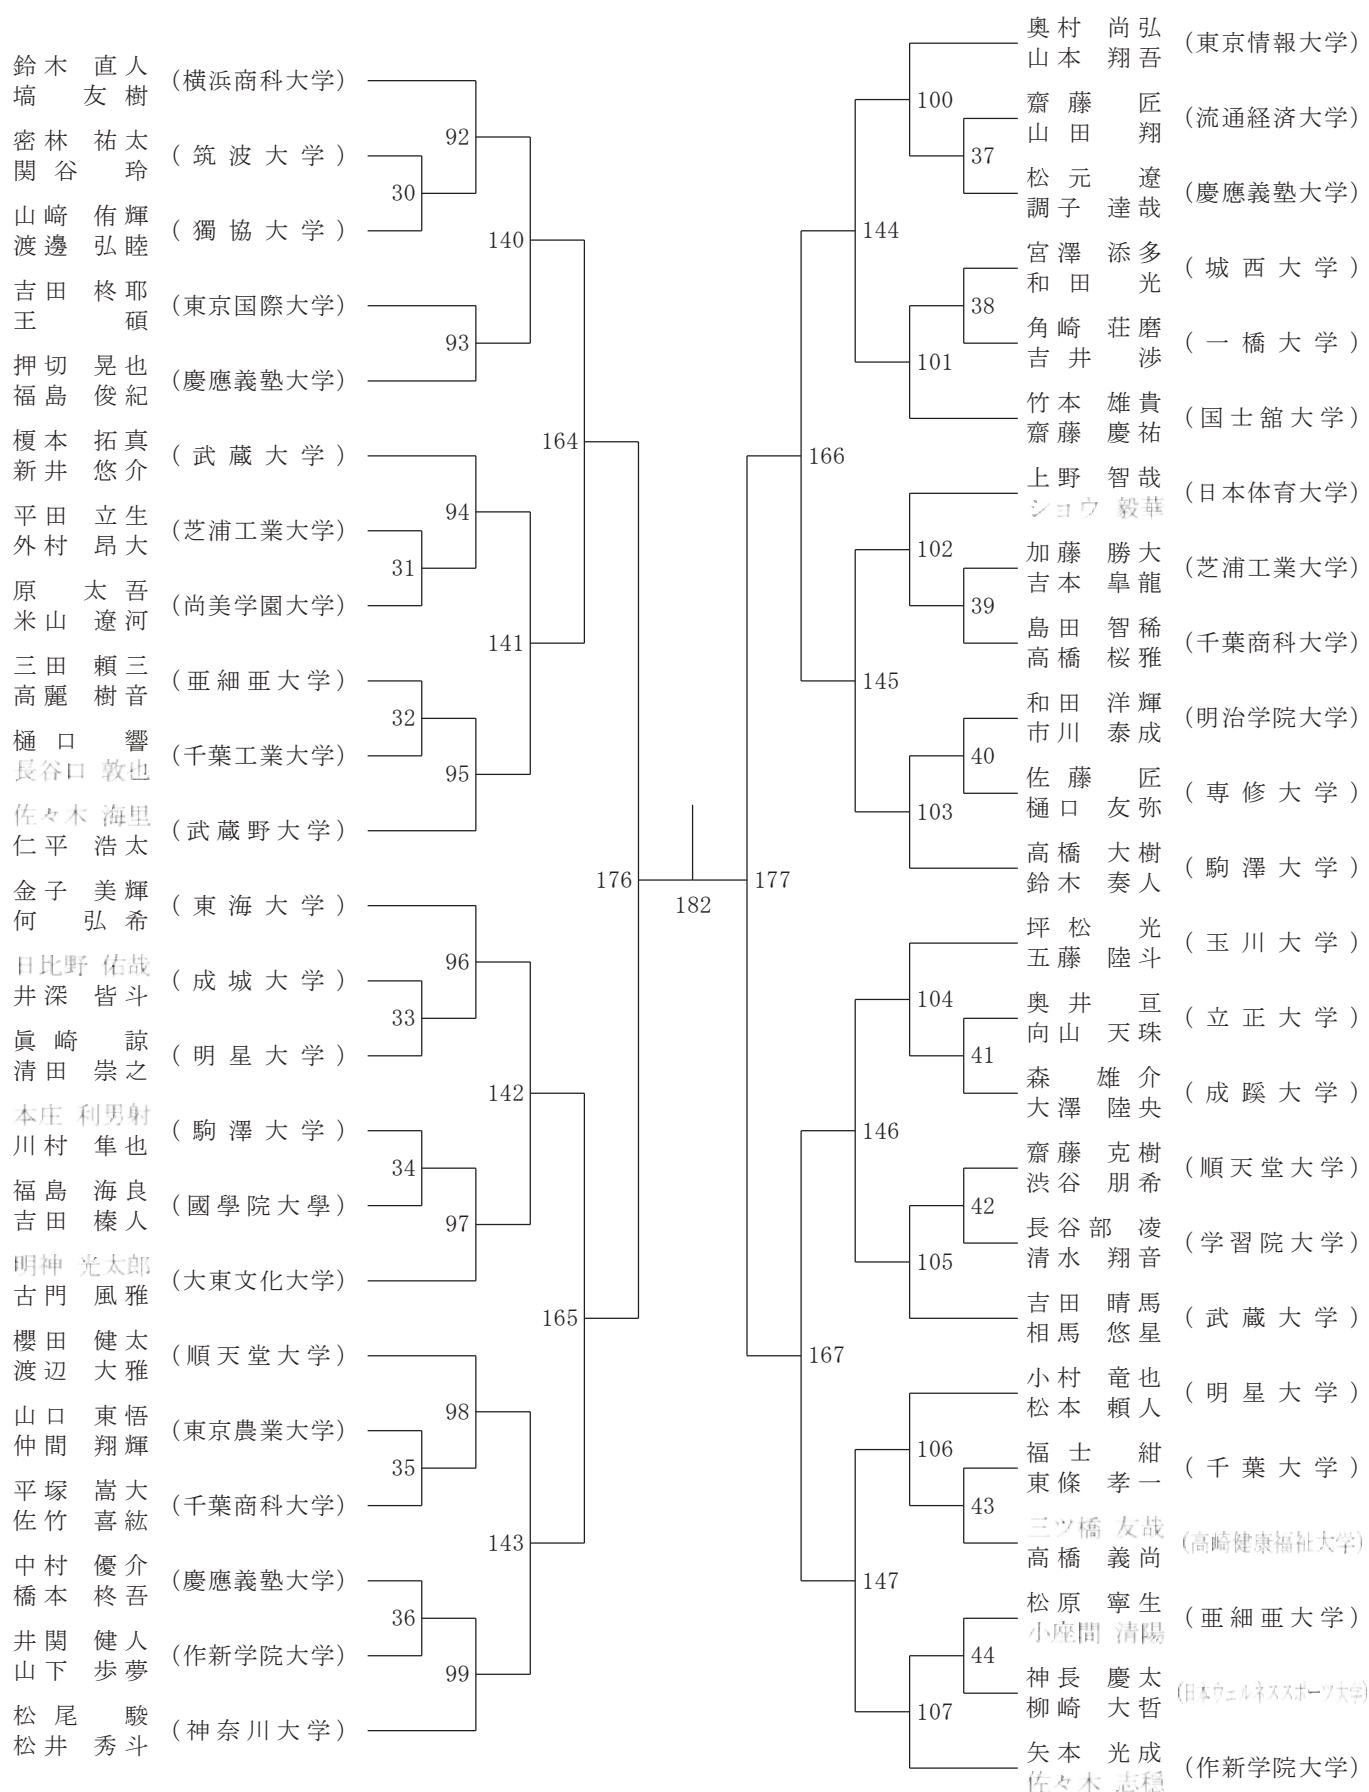 鈴木 直人
塙 友樹
(横浜商科大学)
密林 祐太
関谷 玲
(筑波大学)
山﨑 侑輝
渡邊 弘睦
(獨協大学)
吉田 柊耶
王 碩
(東京国際大学)
押切 晃也
福島 俊紀
(慶應義塾大学)
榎本 拓真
新井 悠介
(武蔵大学)
平田 立生
外村 昂大
(芝浦工業大学)
原 太吾
米山 遼河
(尚美学園大学)
三田 頼三
高麗 樹音
(亜細亜大学)
樋口 響
長谷口 敦也
(千葉工業大学)
佐々木 海里
仁平 浩太
(武蔵野大学)
金子 美輝
何 弘希
(東海大学)
日比野 佑哉
井深 皆斗
(成城大学)
眞崎 諒
清田 崇之
(明星大学)
本庄 利男射
川村 隼也
(駒澤大学)
福島 海良
吉田 榛人
(國學院大學)
明神 光太郎
古門 風雅
(大東文化大学)
櫻田 健太
渡辺 大雅
(順天堂大学)
山口 東悟
仲間 翔輝
(東京農業大学)
平塚 嵩大
佐竹 喜紘
(千葉商科大学)
中村 優介
橋本 柊吾
(慶應義塾大学)
井関 健人
山下 歩夢
(作新学院大学)
松尾 駿
松井 秀斗
(神奈川大学)
30
31
32
33
34
35
36
92
93
94
95
96
97
98
99
140
141
142
143
164
165
176
182
177
166
167
144
145
146
147
100
101
102
103
104
105
106
107
37
38
39
40
41
42
43
44
奥村 尚弘
山本 翔吾
(東京情報大学)
齋藤 匠
山田 翔
(流通経済大学)
松元 遼
調子 達哉
(慶應義塾大学)
宮澤 添多
和田 光
(城西大学)
角崎 荘磨
吉井 渉
(一橋大学)
竹本 雄貴
齋藤 慶祐
(国士舘大学)
上野 智哉
ショウ 毅華
(日本体育大学)
加藤 勝大
吉本 皐龍
(芝浦工業大学)
島田 智稀
高橋 桜雅
(千葉商科大学)
和田 洋輝
市川 泰成
(明治学院大学)
佐藤 匠
樋口 友弥
(専修大学)
高橋 大樹
鈴木 奏人
(駒澤大学)
坪松 光
五藤 陸斗
(玉川大学)
奥井 亘
向山 天珠
(立正大学)
森 雄介
大澤 陸央
(成蹊大学)
齋藤 克樹
渋谷 朋希
(順天堂大学)
長谷部 凌
清水 翔音
(学習院大学)
吉田 晴馬
相馬 悠星
(武蔵大学)
小村 竜也
松本 頼人
(明星大学)
福士 紺
東條 孝一
(千葉大学)
三ツ橋 友哉
高橋 義尚
(高崎健康福祉大学)
松原 寧生
小座間 清陽
(亜細亜大学)
神長 慶太
柳崎 大哲
(日本ウェルネススポーツ大学)
矢本 光成
佐々木 志穏
(作新学院大学)